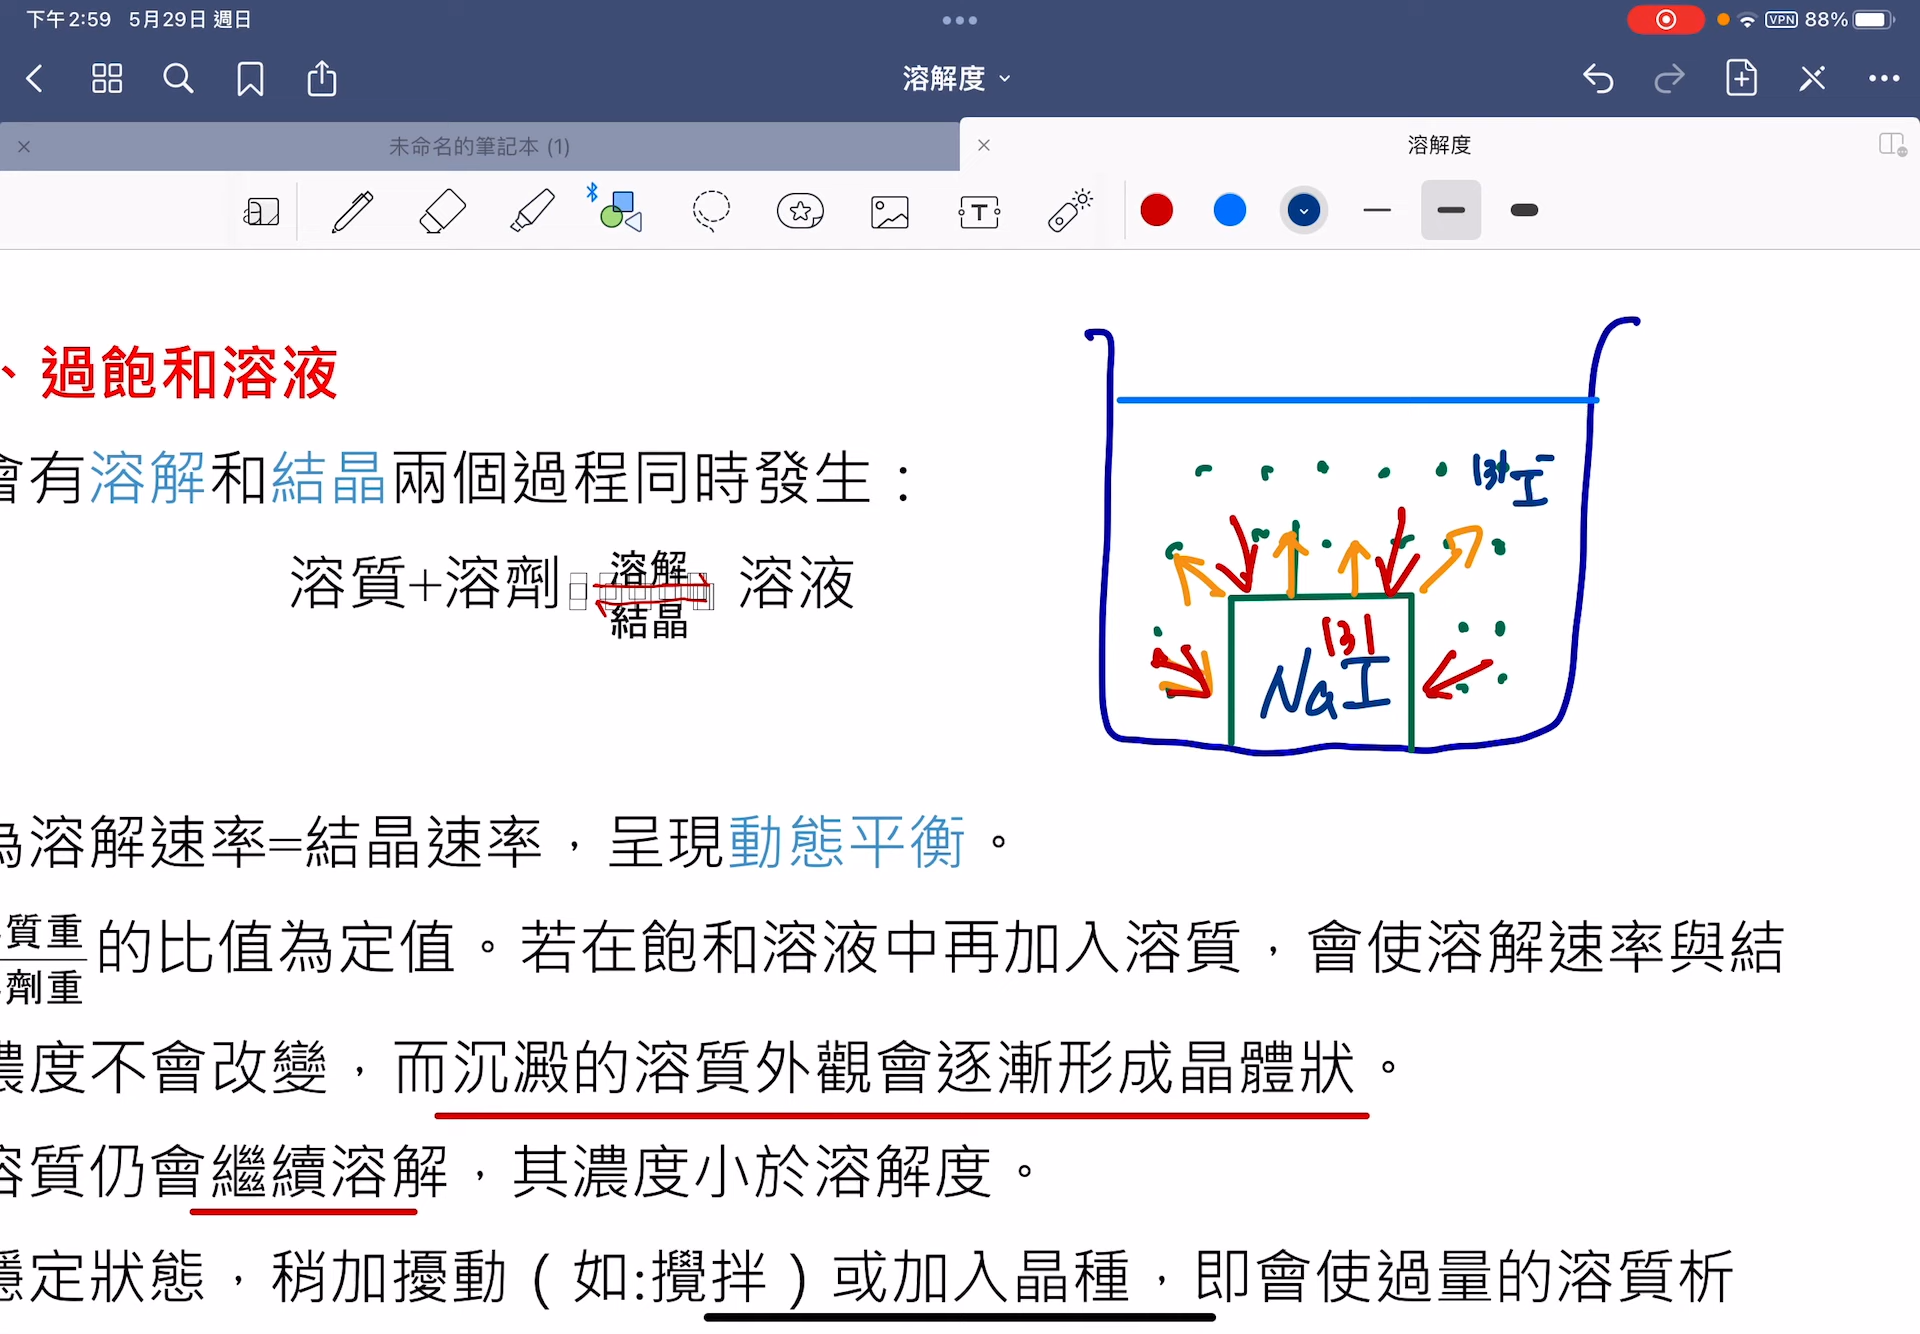 下午2:59 5月29日 週日
VPN 88%
溶解度
未命名的筆記本 (1)
溶解度
T
、過飽和溶液
會有溶解和結晶兩個過程同時發生：
溶質+溶劑 溶解 結晶 溶液
131I-
Na131I
為溶解速率=結晶速率，呈現動態平衡。
質重
劑重
的比值為定值。若在飽和溶液中再加入溶質，會使溶解速率與結
濃度不會改變，而沉澱的溶質外觀會逐漸形成晶體狀。
溶質仍會繼續溶解，其濃度小於溶解度。
穩定狀態，稍加擾動（如:攪拌）或加入晶種，即會使過量的溶質析